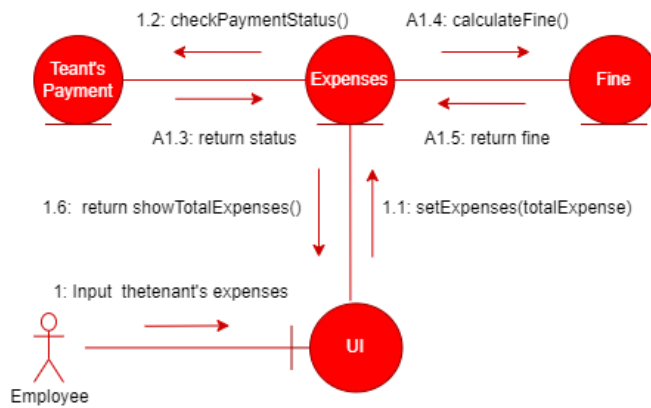 1.2: checkPaymentStatus()
A1.4: calculateFine()
Teant's
Payment
Expenses
Fine
A1.3: return status
A1.5: return fine
1.6: return showTotalExpenses()
1.1: setExpenses(totalExpense)
1: Input thetenant's expenses
UI
Employee